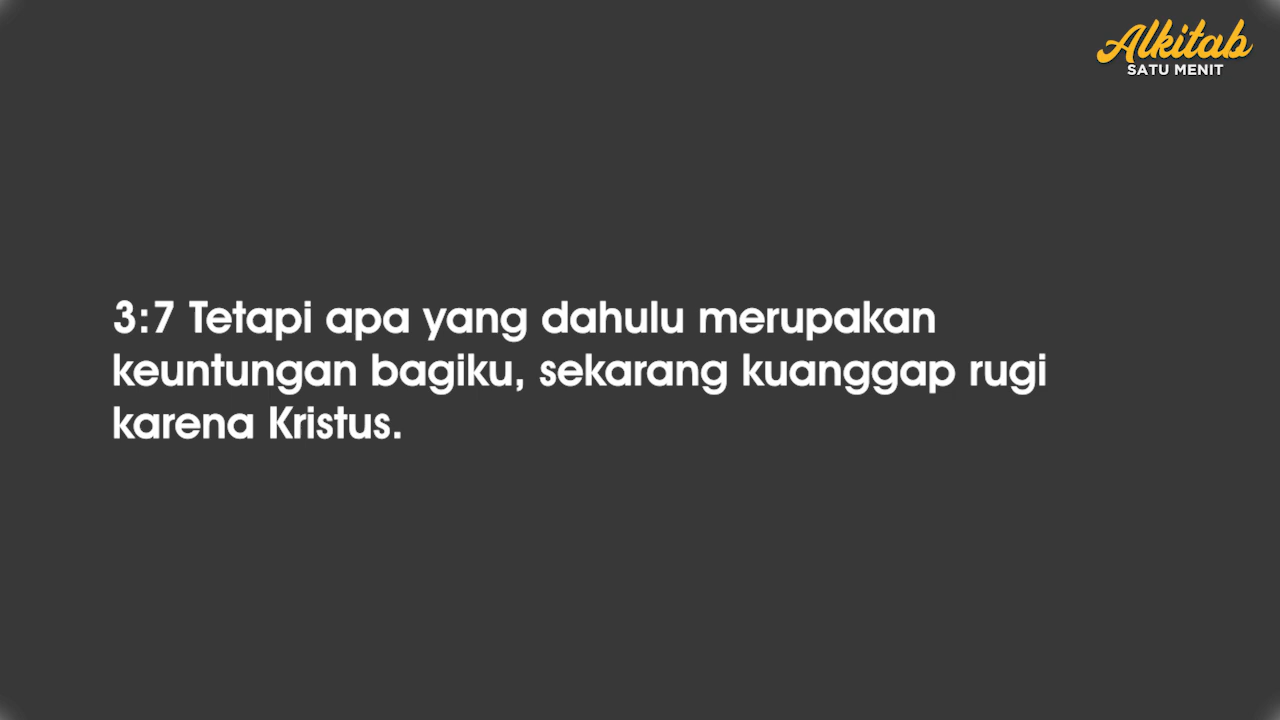 Alkitab
SATU MENIT
3:7 Tetapi apa yang dahulu merupakan
keuntungan bagiku, sekarang kuanggap rugi
karena Kristus.